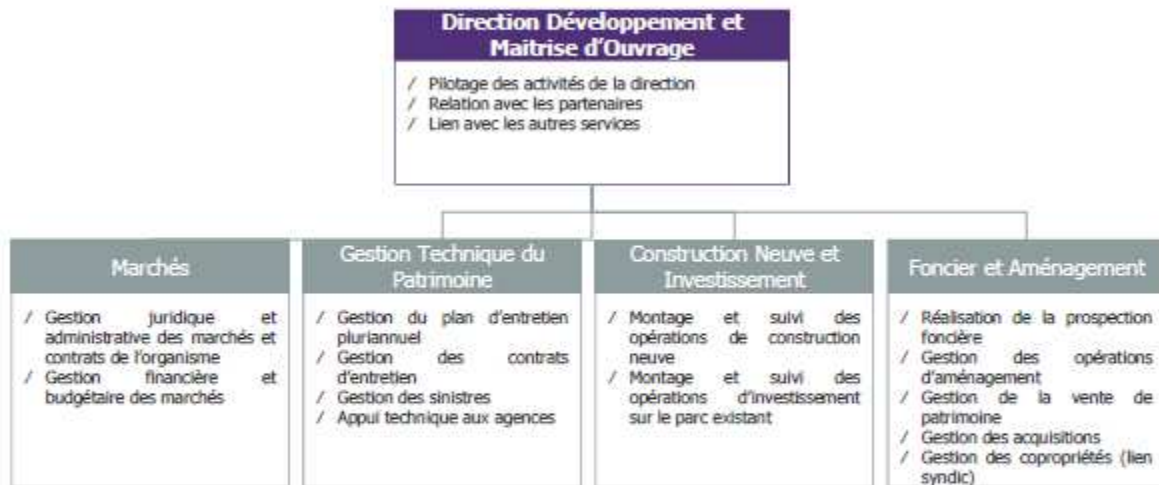 Direction Développement et
Maitrise d'Ouvrage
/ Pilotage des activités de la direction
/ Relation avec les partenaires
/ Lien avec les autres services
Marchés
/ Gestion juridique et
administrative des marchés et
contrats de l'organisme
/ Gestion financière et
budgétaire des marchés
Gestion Technique du
Patrimoine
/ Gestion du plan d'entretien
pluriannuel
/ Gestion des contrats
d'entretien
/ Gestion des sinistres
/ Appui technique aux agences
Construction Neuve et
Investissement
/ Montage et suivi des
opérations de construction
neuve
/ Montage et suivi des
opérations d'investissement
sur le parc existant
Foncier et Aménagement
/ Réalisation de la prospection
foncière
/ Gestion des opérations
d'aménagement
/ Gestion de la vente de
patrimoine
/ Gestion des acquisitions
/ Gestion des copropriétés (lien
syndic)